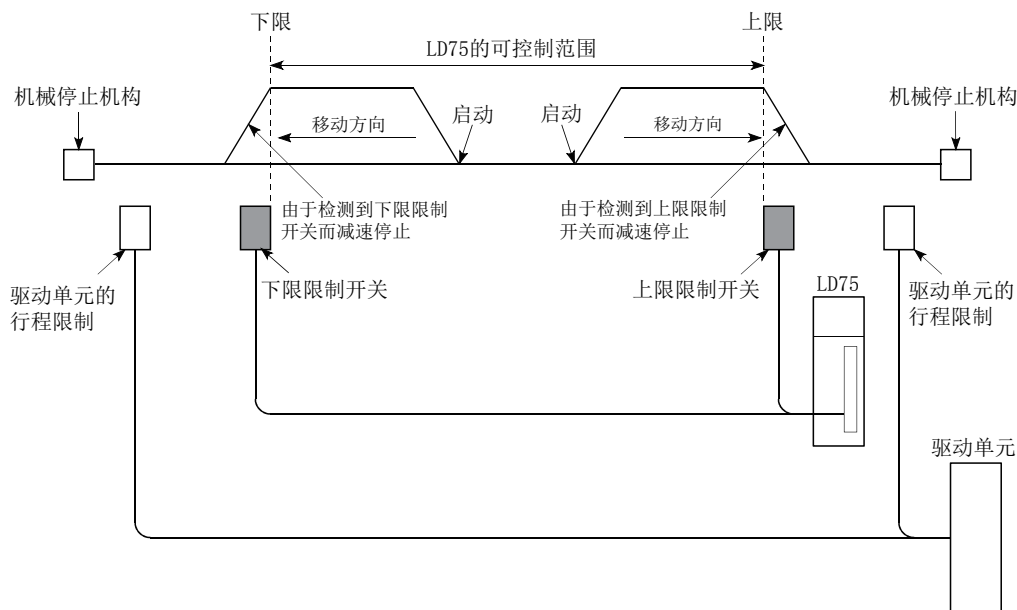 下限
上限
LD75的可控制范围
机械停止机构
机械停止机构
启动
启动
移动方向
移动方向
由于检测到下限限制
开关而减速停止
由于检测到上限限制
开关而减速停止
驱动单元的
行程限制
下限限制开关
上限限制开关
LD75
驱动单元的
行程限制
驱动单元